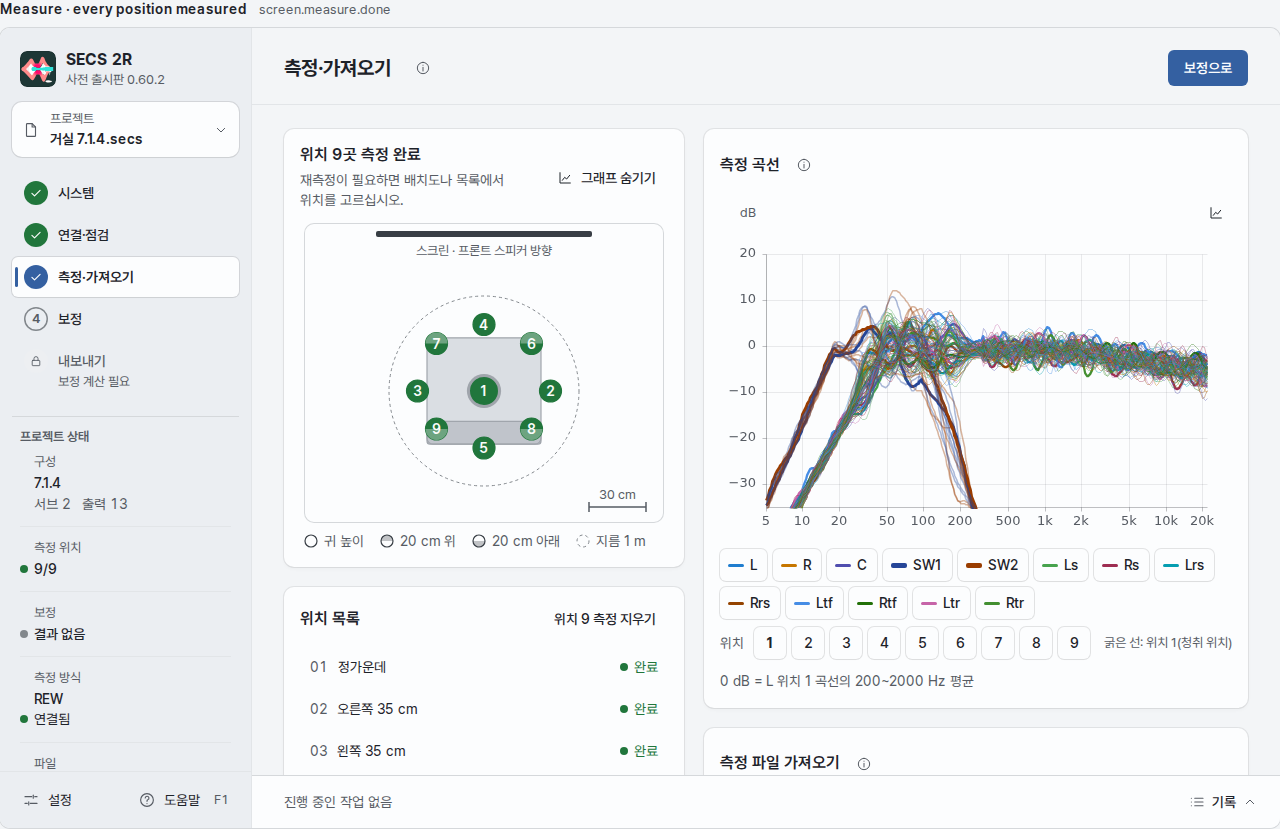 Measure · every position measured screen.measure.done
SECS 2R
사전 출시판 0.60.2
프로젝트
거실 7.1.4.secs
시스템
연결·점검
측정·가져오기
4 보정
내보내기
보정 계산 필요
프로젝트 상태
구성
7.1.4
서브 2 출력 13
측정 위치
9/9
보정
결과 없음
측정 방식
REW
연결됨
파일
설정
도움말 F1
측정·가져오기
보정으로
위치 9곳 측정 완료
재측정이 필요하면 배치도나 목록에서
위치를 고르십시오.
그래프 숨기기
스크린 · 프론트 스피커 방향
4
7 6
3 1 2
9 8
5
30 cm
귀 높이 20 cm 위 20 cm 아래 지름 1 m
위치 목록
위치 9 측정 지우기
01 정가운데 완료
02 오른쪽 35 cm 완료
03 왼쪽 35 cm 완료
측정 곡선
dB
20
10
0
−10
−20
−30
5 10 20 50 100 200 500 1k 2k 5k 10k 20k
L R C SW1 SW2 Ls Rs Lrs
Rrs Ltf Rtf Ltr Rtr
위치 1 2 3 4 5 6 7 8 9 굵은 선: 위치 1(청취 위치)
0 dB = L 위치 1 곡선의 200~2000 Hz 평균
측정 파일 가져오기
진행 중인 작업 없음
기록